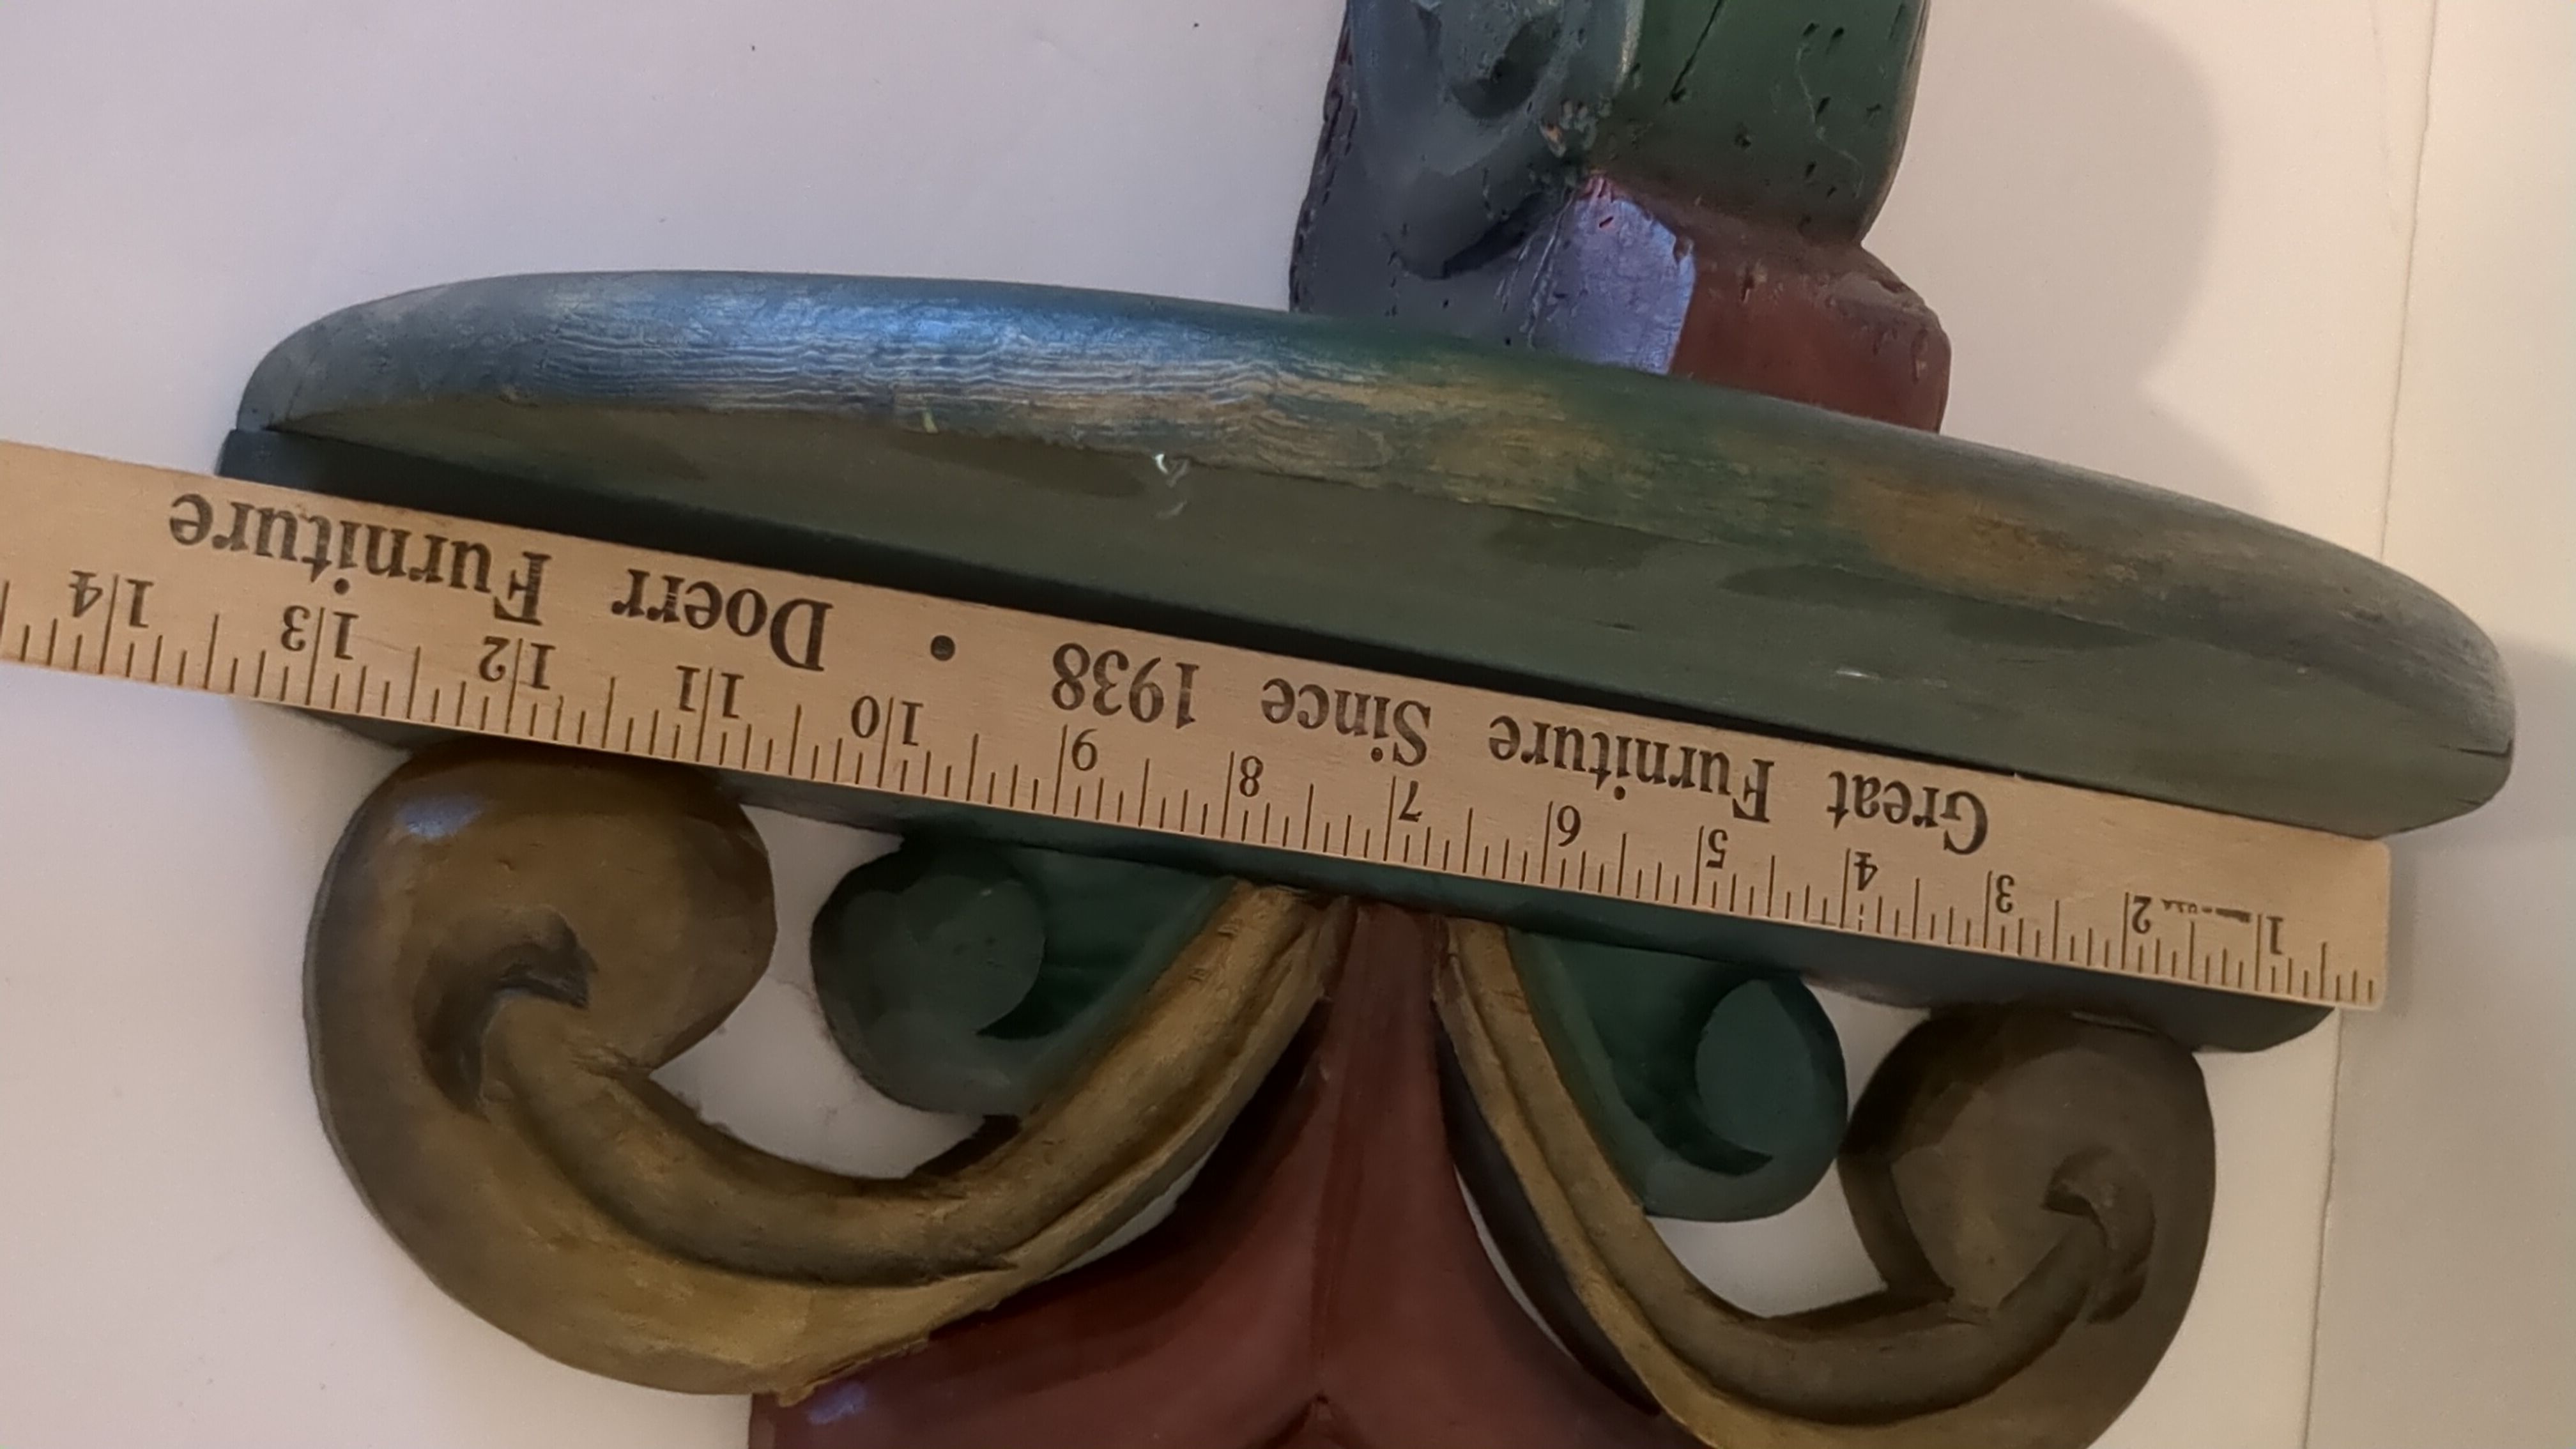 Great Furniture Since 1938 • Doerr Furniture
1 2 3 4 5 6 7 8 9 10 11 12 13 14